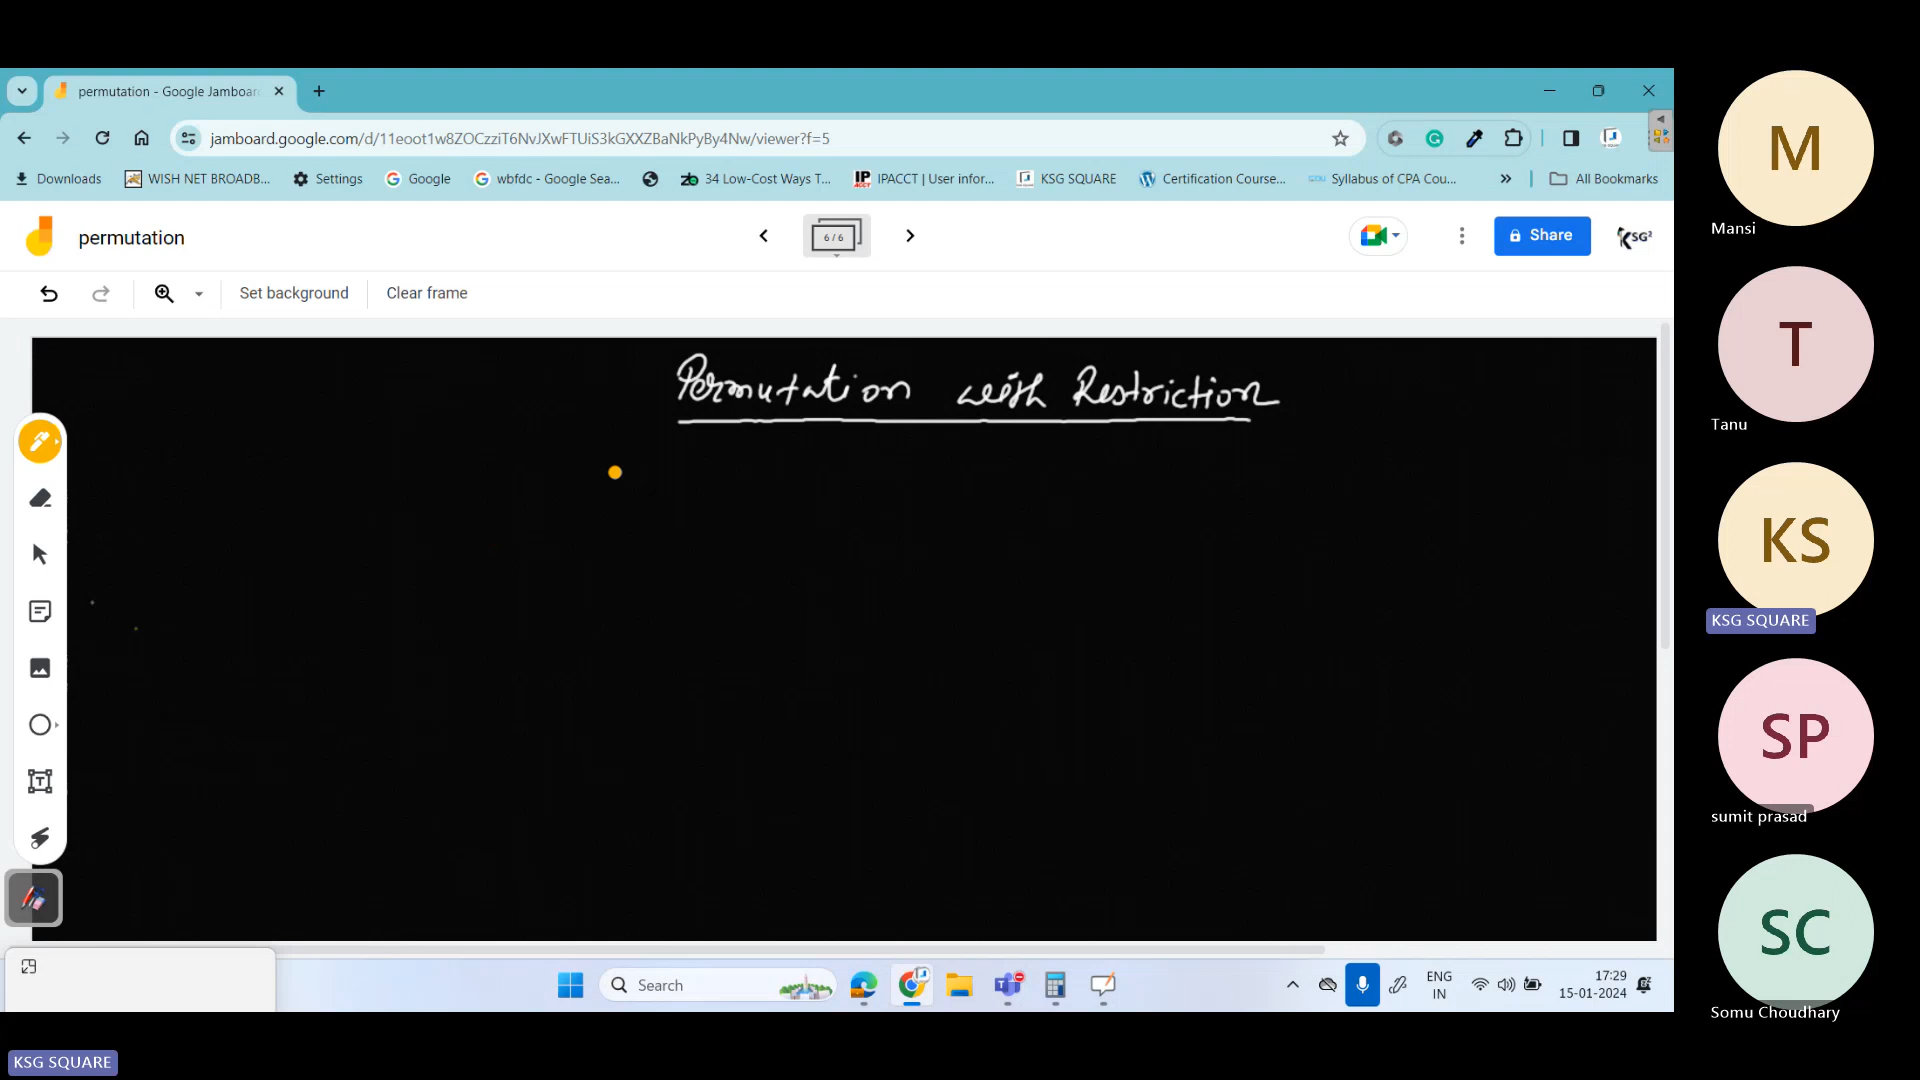 permutation - Google Jamboar
jamboard.google.com/d/11eoot1w8ZOCzziT6NvJXwFTUiS3kGXXZBaNkPyBy4Nw/viewer?f=5
Downloads WISH NET BROADB... Settings Google wbfdc - Google Sea... 34 Low-Cost Ways T... IPACCT | User infor... KSG SQUARE Certification Course... Syllabus of CPA Cou... » All Bookmarks
permutation
6 / 6
Share
KSG²
Set background Clear frame
Permutation with Restriction
Search
ENG
IN
17:29
15-01-2024
M
Mansi
T
Tanu
KS
KSG SQUARE
SP
sumit prasad
SC
Somu Choudhary
KSG SQUARE